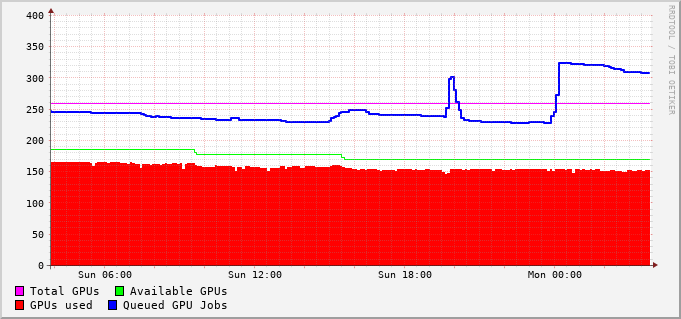 400
350
300
250
200
150
100
50
0
Sun 06:00 Sun 12:00 Sun 18:00 Mon 00:00
Total GPUs Available GPUs
GPUs used Queued GPU Jobs
RRDTOOL / TOBI OETIKER